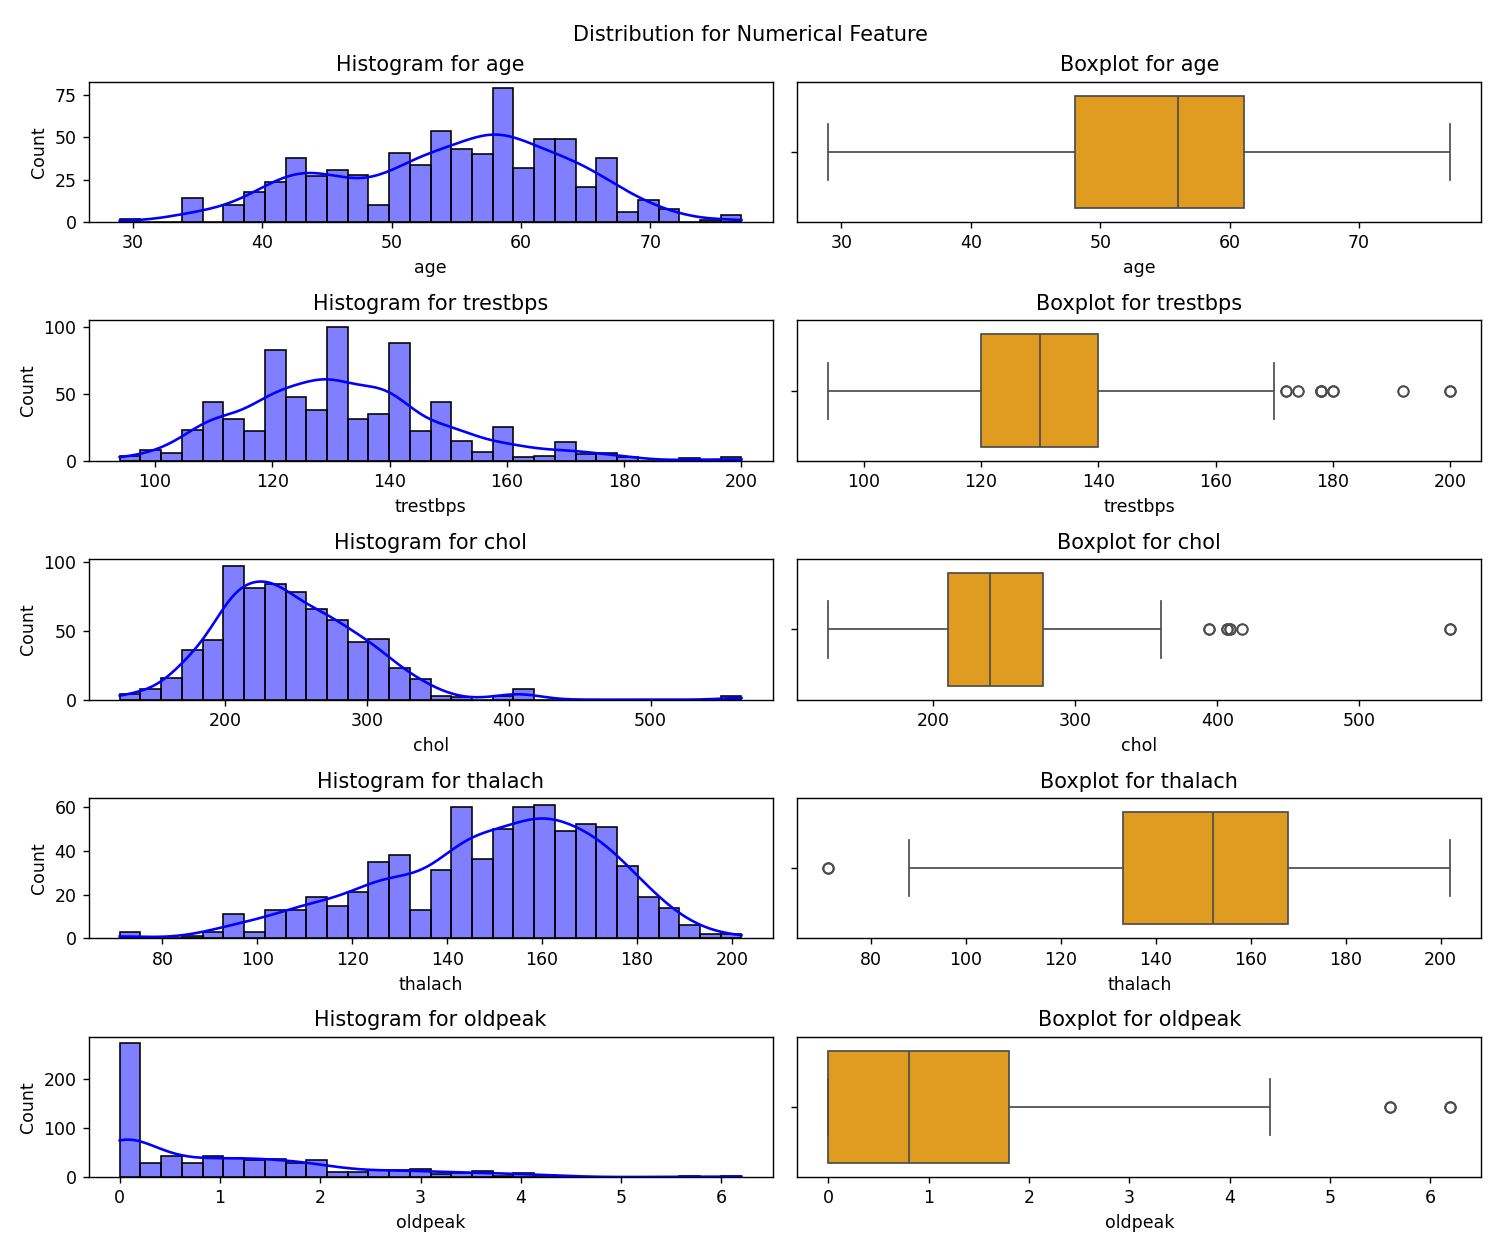 Distribution for Numerical Feature
Histogram for age
Boxplot for age
75
50
25
0
Count
30 40 50 60 70
age
30 40 50 60 70
age
Histogram for trestbps
Boxplot for trestbps
100
50
0
Count
100 120 140 160 180 200
trestbps
100 120 140 160 180 200
trestbps
Histogram for chol
Boxplot for chol
100
50
0
Count
200 300 400 500
chol
200 300 400 500
chol
Histogram for thalach
Boxplot for thalach
60
40
20
0
Count
80 100 120 140 160 180 200
thalach
80 100 120 140 160 180 200
thalach
Histogram for oldpeak
Boxplot for oldpeak
200
100
0
Count
0 1 2 3 4 5 6
oldpeak
0 1 2 3 4 5 6
oldpeak